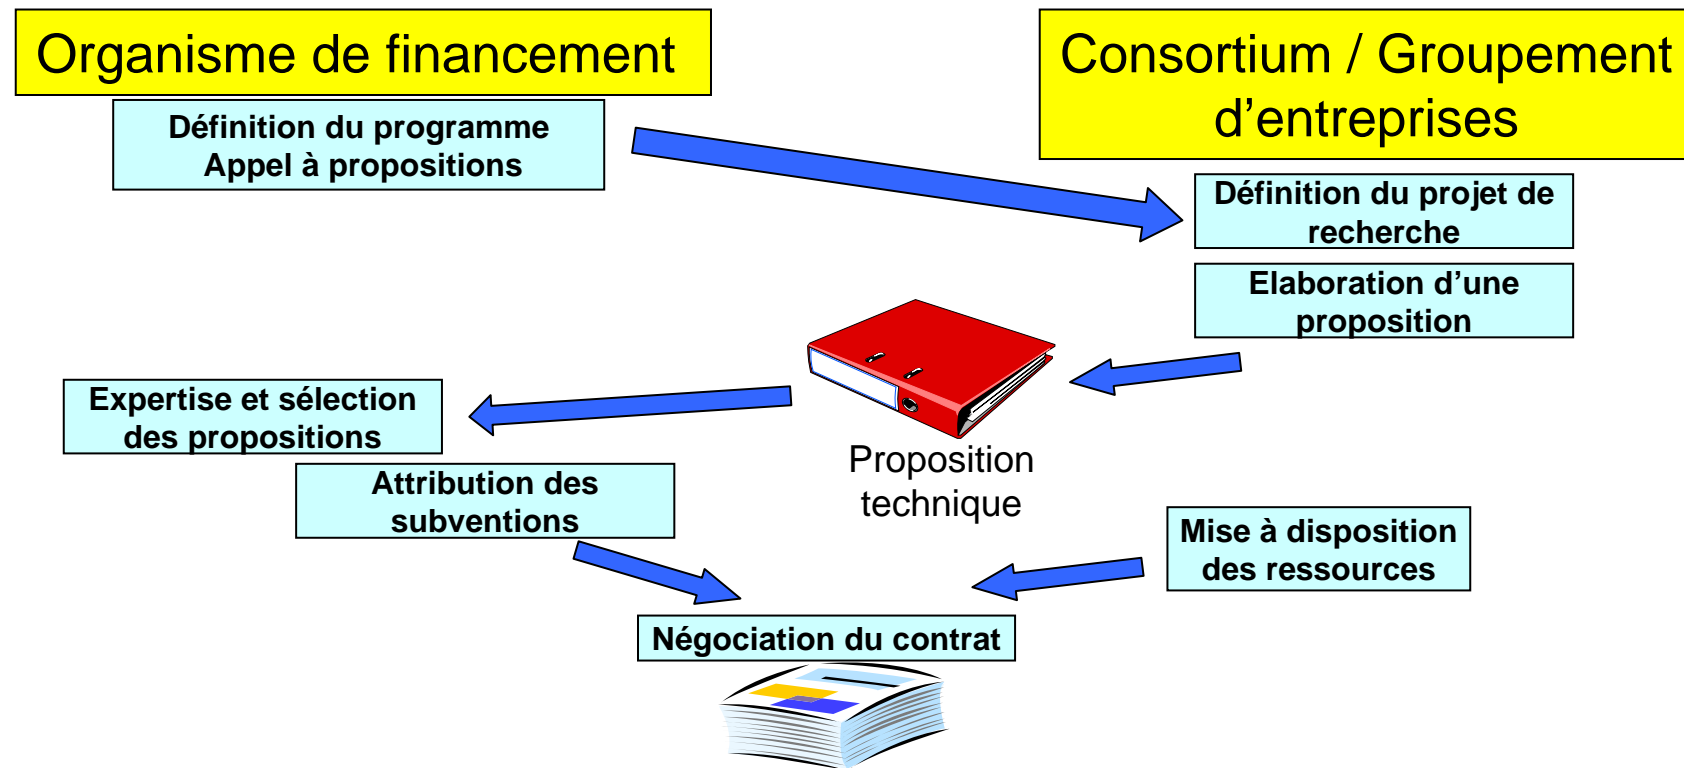 Organisme de financement
Consortium / Groupement
d’entreprises
Définition du programme
Appel à propositions
Définition du projet de
recherche
Elaboration d’une
proposition
Expertise et sélection
des propositions
Proposition
technique
Attribution des
subventions
Mise à disposition
des ressources
Négociation du contrat